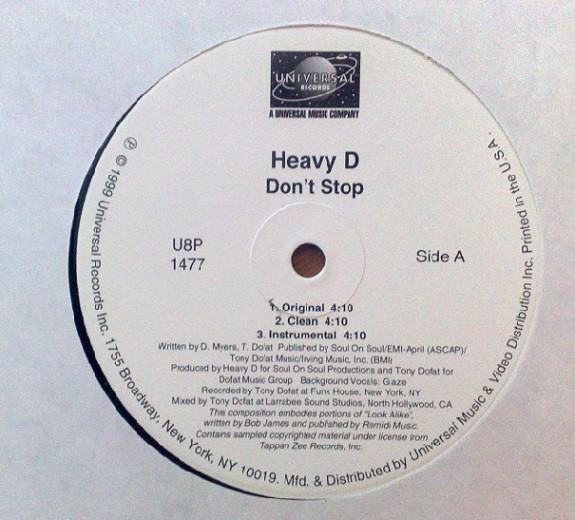 UNIVERSAL
RECORDS
A UNIVERSAL MUSIC COMPANY
Heavy D
Don't Stop
U8P
1477
Side A
1. Original 4:10
2. Clean 4:10
3. Instrumental 4:10
Written by D. Myers, T. Dofat Published by Soul On Soul/EMI-April (ASCAP)/
Tony Dofat Music/Irving Music, Inc. (BMI)
Produced by Heavy D for Soul On Soul Productions and Tony Dofat for
Dofat Music Group Background Vocals: Gaze
Recorded by Tony Dofat at Funk House, New York, NY
Mixed by Tony Dofat at Larrabee Sound Studios, North Hollywood, CA
This composition embodes portions of "Look Alike".
written by Bob James and published by Remidi Music.
Contains sampled copyrighted material under license from
Tappan Zee Records, Inc.
℗ © 1999 Universal Records Inc. 1755 Broadway, New York, NY 10019. Mfd. & Distributed by Universal Music & Video Distribution Inc. Printed in the U.S.A.